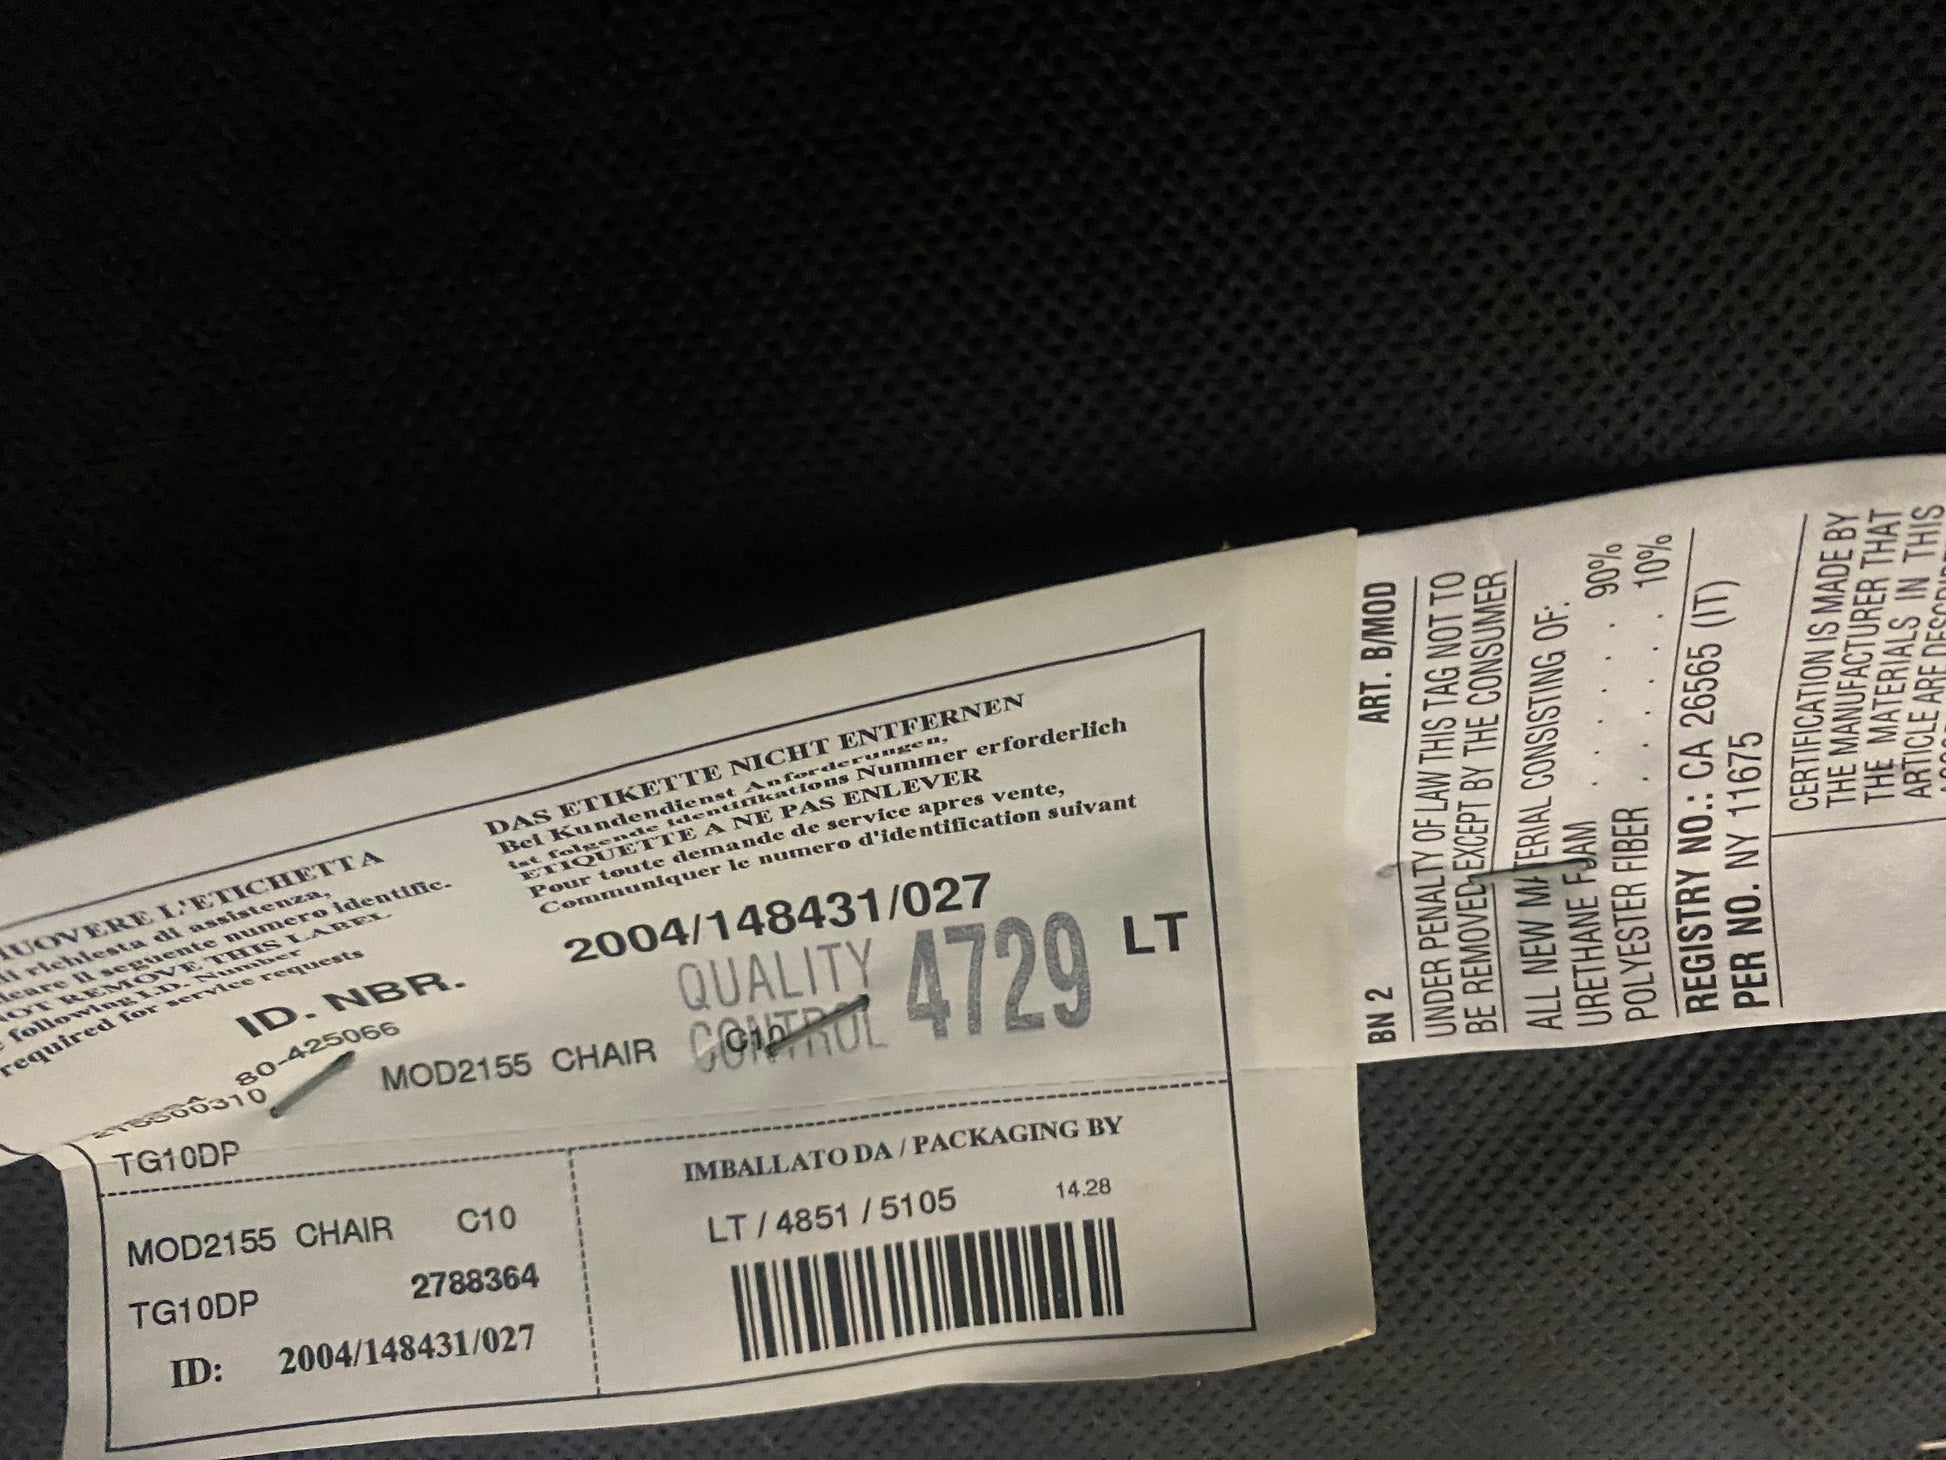 L'ETICHETTA
richiesta di assistenza,
il seguente numero identific.
REMOVE THIS LABEL
following I.D. Number
required for service requests
DAS ETIKETTE NICHT ENTFERNEN
Bei Kundendienst Anforderungen,
ist folgende identifikations Nummer erforderlich
ETIQUETTE A NE PAS ENLEVER
Pour toute demande de service apres vente,
Communiquer le numero d'identification suivant
ID. NBR.
2004/148431/027
80-425066
QUALITY CONTROL 4729
LT
MOD2155 CHAIR C10
TG10DP
MOD2155 CHAIR C10
TG10DP 2788364
ID: 2004/148431/027
IMBALLATO DA / PACKAGING BY
LT / 4851 / 5105 14.28
BN 2 ART. B/MOD
UNDER PENALTY OF LAW THIS TAG NOT TO
BE REMOVED EXCEPT BY THE CONSUMER
ALL NEW MATERIAL CONSISTING OF:
URETHANE FOAM . . . . . 90%
POLYESTER FIBER . . . . . 10%
REGISTRY NO.: CA 26565 (IT)
PER NO. NY 11675
CERTIFICATION IS MADE BY
THE MANUFACTURER THAT
THE MATERIALS IN THIS
ARTICLE ARE